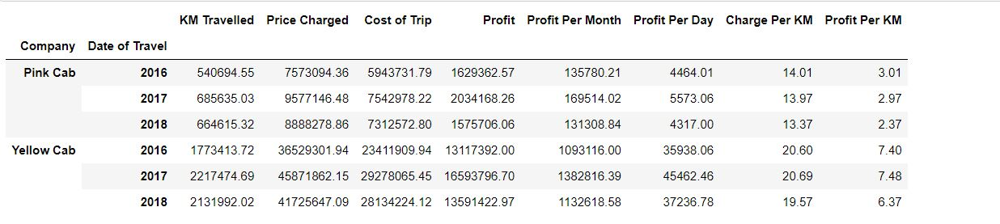 KM Travelled Price Charged Cost of Trip Profit Profit Per Month Profit Per Day Charge Per KM Profit Per KM
Company Date of Travel
Pink Cab 2016 540694.55 7573094.36 5943731.79 1629362.57 135780.21 4464.01 14.01 3.01
2017 685635.03 9577146.48 7542978.22 2034168.26 169514.02 5573.06 13.97 2.97
2018 664615.32 8888278.86 7312572.80 1575706.06 131308.84 4317.00 13.37 2.37
Yellow Cab 2016 1773413.72 36529301.94 23411909.94 13117392.00 1093116.00 35938.06 20.60 7.40
2017 2217474.69 45871862.15 29278065.45 16593796.70 1382816.39 45462.46 20.69 7.48
2018 2131992.02 41725647.09 28134224.12 13591422.97 1132618.58 37236.78 19.57 6.37